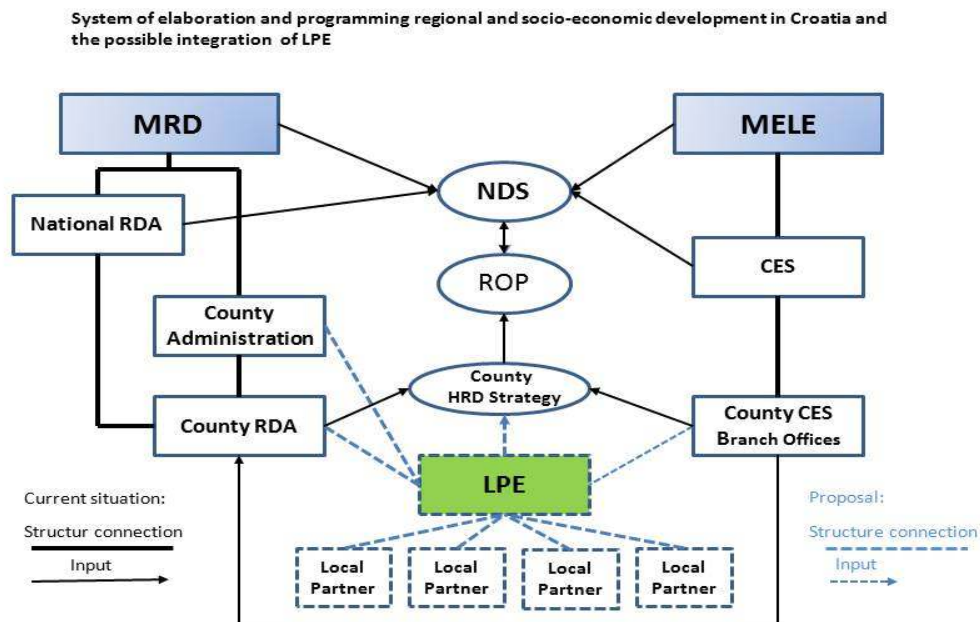 System of elaboration and programming regional and socio-economic development in Croatia and
the possible integration of LPE
MRD
MELE
NDS
National RDA
CES
ROP
County
Administration
County
HRD Strategy
County RDA
County CES
Branch Offices
LPE
Current situation:
Structur connection
Input
Proposal:
Structure connection
Input
Local
Partner
Local
Partner
Local
Partner
Local
Partner